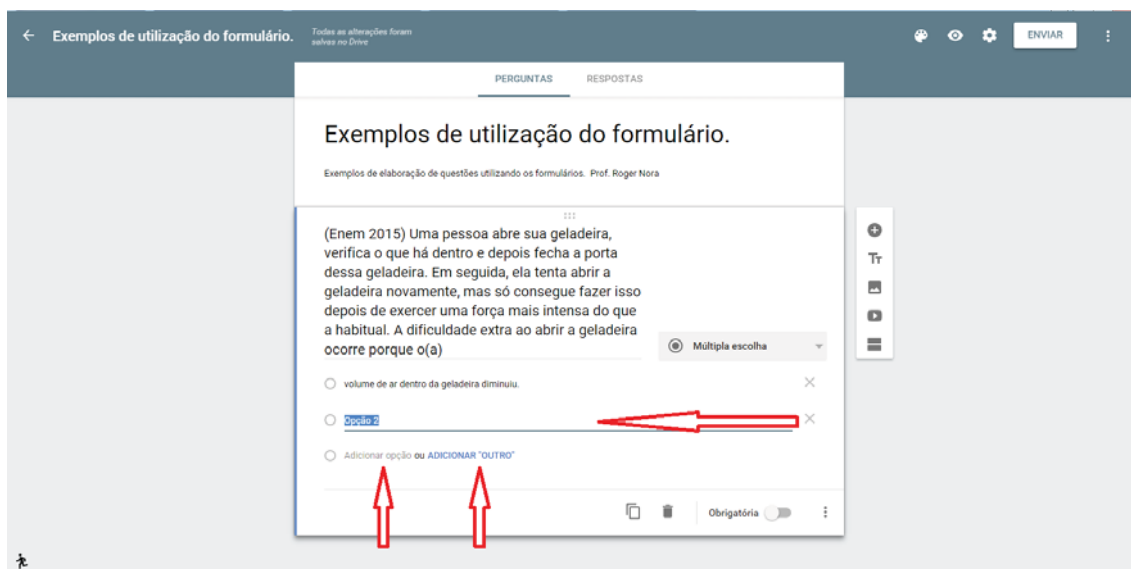 Exemplos de utilização do formulário.
Todas as alterações foram
salvas no Drive
ENVIAR
PERGUNTAS RESPOSTAS
Exemplos de utilização do formulário.
Exemplos de elaboração de questões utilizando os formulários. Prof. Roger Nora
(Enem 2015) Uma pessoa abre sua geladeira,
verifica o que há dentro e depois fecha a porta
dessa geladeira. Em seguida, ela tenta abrir a
geladeira novamente, mas só consegue fazer isso
depois de exercer uma força mais intensa do que
a habitual. A dificuldade extra ao abrir a geladeira
ocorre porque o(a)
Múltipla escolha
volume de ar dentro da geladeira diminuiu.
Opção 2
Adicionar opção ou ADICIONAR "OUTRO"
Obrigatória
Tт